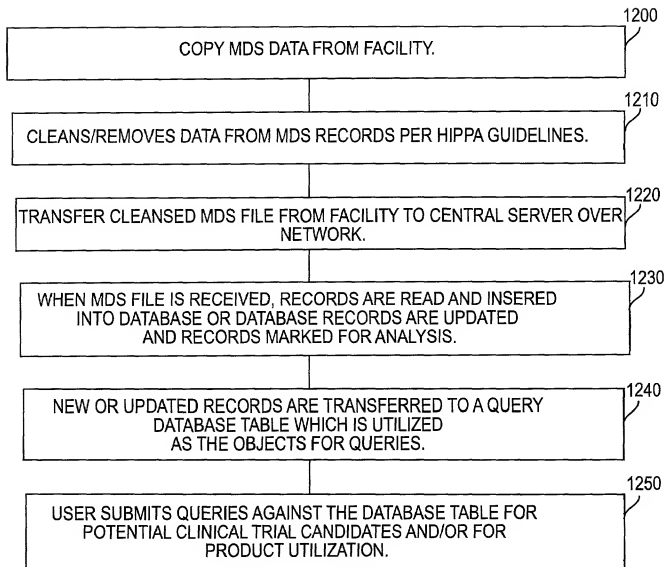 1200
COPY MDS DATA FROM FACILITY.
1210
CLEANS/REMOVES DATA FROM MDS RECORDS PER HIPPA GUIDELINES.
1220
TRANSFER CLEANSED MDS FILE FROM FACILITY TO CENTRAL SERVER OVER
NETWORK.
1230
WHEN MDS FILE IS RECEIVED, RECORDS ARE READ AND INSERED
INTO DATABASE OR DATABASE RECORDS ARE UPDATED
AND RECORDS MARKED FOR ANALYSIS.
1240
NEW OR UPDATED RECORDS ARE TRANSFERRED TO A QUERY
DATABASE TABLE WHICH IS UTILIZED
AS THE OBJECTS FOR QUERIES.
1250
USER SUBMITS QUERIES AGAINST THE DATABASE TABLE FOR
POTENTIAL CLINICAL TRIAL CANDIDATES AND/OR FOR
PRODUCT UTILIZATION.